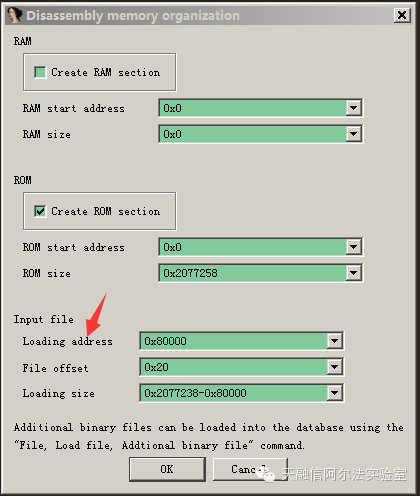 Disassembly memory organization
RAM
Create RAM section
RAM start address
0x0
RAM size
0x0
ROM
Create ROM section
ROM start address
0x0
ROM size
0x2077258
Input file
Loading address
0x80000
File offset
0x20
Loading size
0x2077238-0x80000
Additional binary files can be loaded into the database using the
"File, Load file, Addtional binary file" command.
OK
Cancel
天融信阿尔法实验室